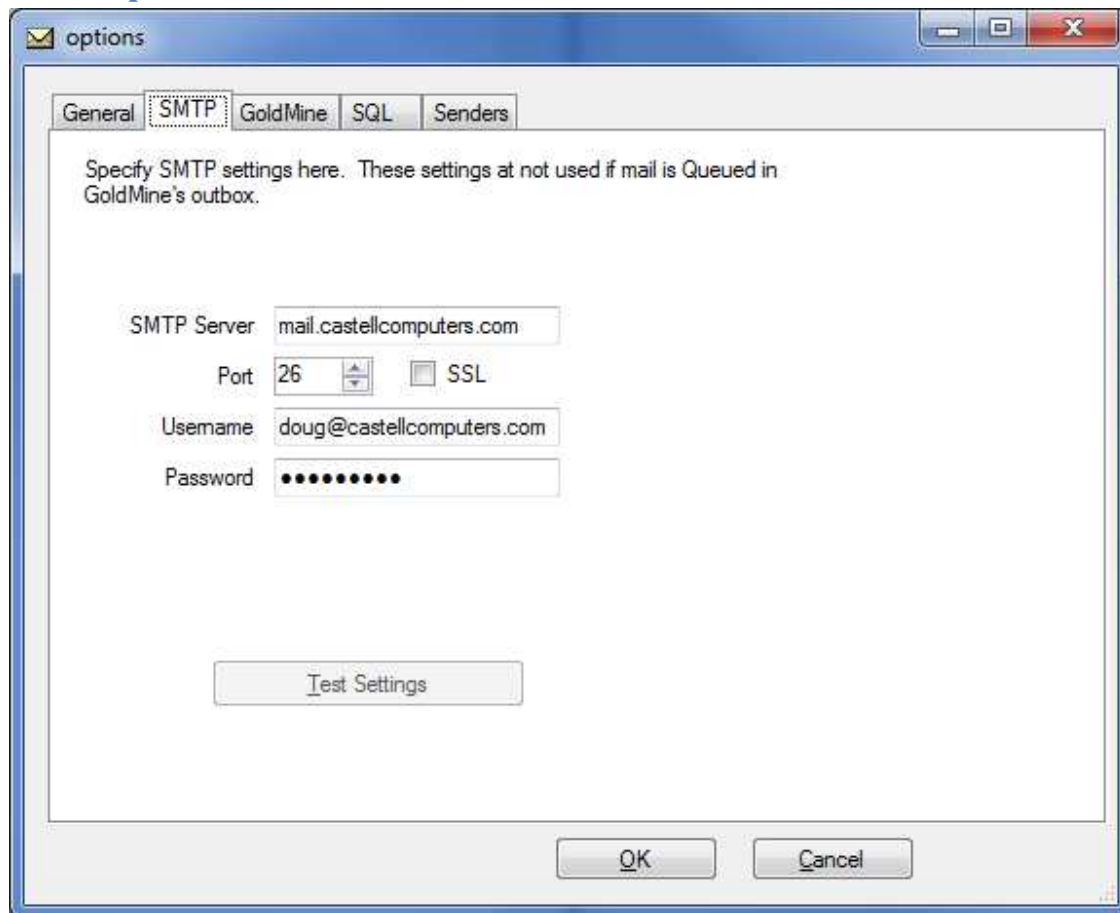 options
General SMTP GoldMine SQL Senders
Specify SMTP settings here. These settings at not used if mail is Queued in
GoldMine's outbox.
SMTP Server mail.castellcomputers.com
Port 26 SSL
Username doug@castellcomputers.com
Password •••••••••
Test Settings
OK Cancel